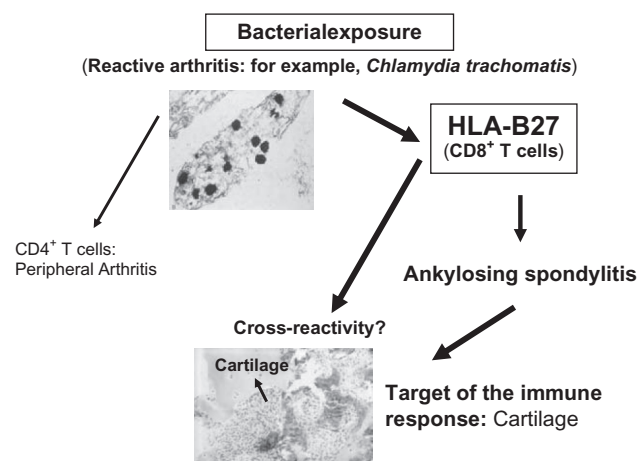 Bacterialexposure
(Reactive arthritis: for example, Chlamydia trachomatis)
HLA-B27
(CD8⁺ T cells)
CD4⁺ T cells:
Peripheral Arthritis
Ankylosing spondylitis
Cross-reactivity?
Cartilage
Target of the immune
response: Cartilage